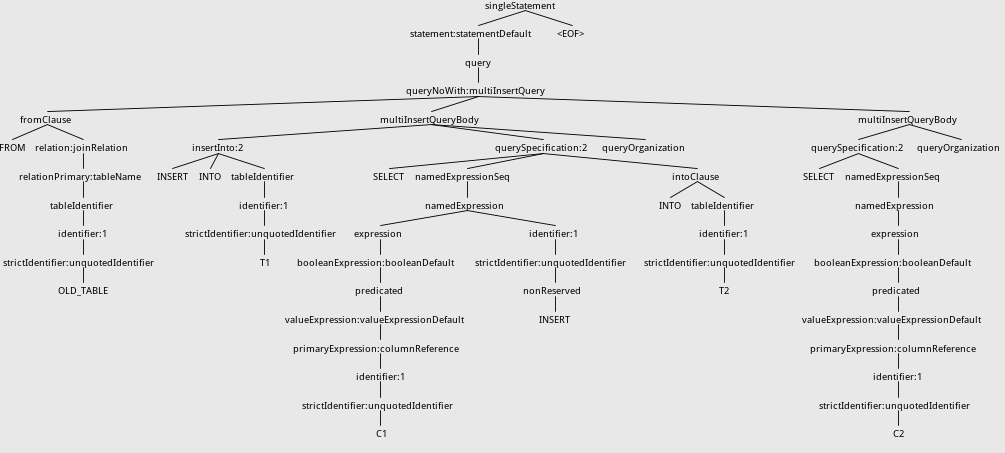 singleStatement
statement:statementDefault <EOF>
query
queryNoWith:multiInsertQuery
fromClause multiInsertQueryBody multiInsertQueryBody
FROM relation:joinRelation insertInto:2 querySpecification:2 queryOrganization querySpecification:2 queryOrganization
relationPrimary:tableName INSERT INTO tableIdentifier SELECT namedExpressionSeq intoClause SELECT namedExpressionSeq
tableIdentifier identifier:1 namedExpression INTO tableIdentifier namedExpression
identifier:1 strictIdentifier:unquotedIdentifier expression identifier:1 identifier:1 expression
strictIdentifier:unquotedIdentifier T1 booleanExpression:booleanDefault strictIdentifier:unquotedIdentifier strictIdentifier:unquotedIdentifier booleanExpression:booleanDefault
OLD_TABLE predicated nonReserved T2 predicated
valueExpression:valueExpressionDefault INSERT valueExpression:valueExpressionDefault
primaryExpression:columnReference primaryExpression:columnReference
identifier:1 identifier:1
strictIdentifier:unquotedIdentifier strictIdentifier:unquotedIdentifier
C1 C2